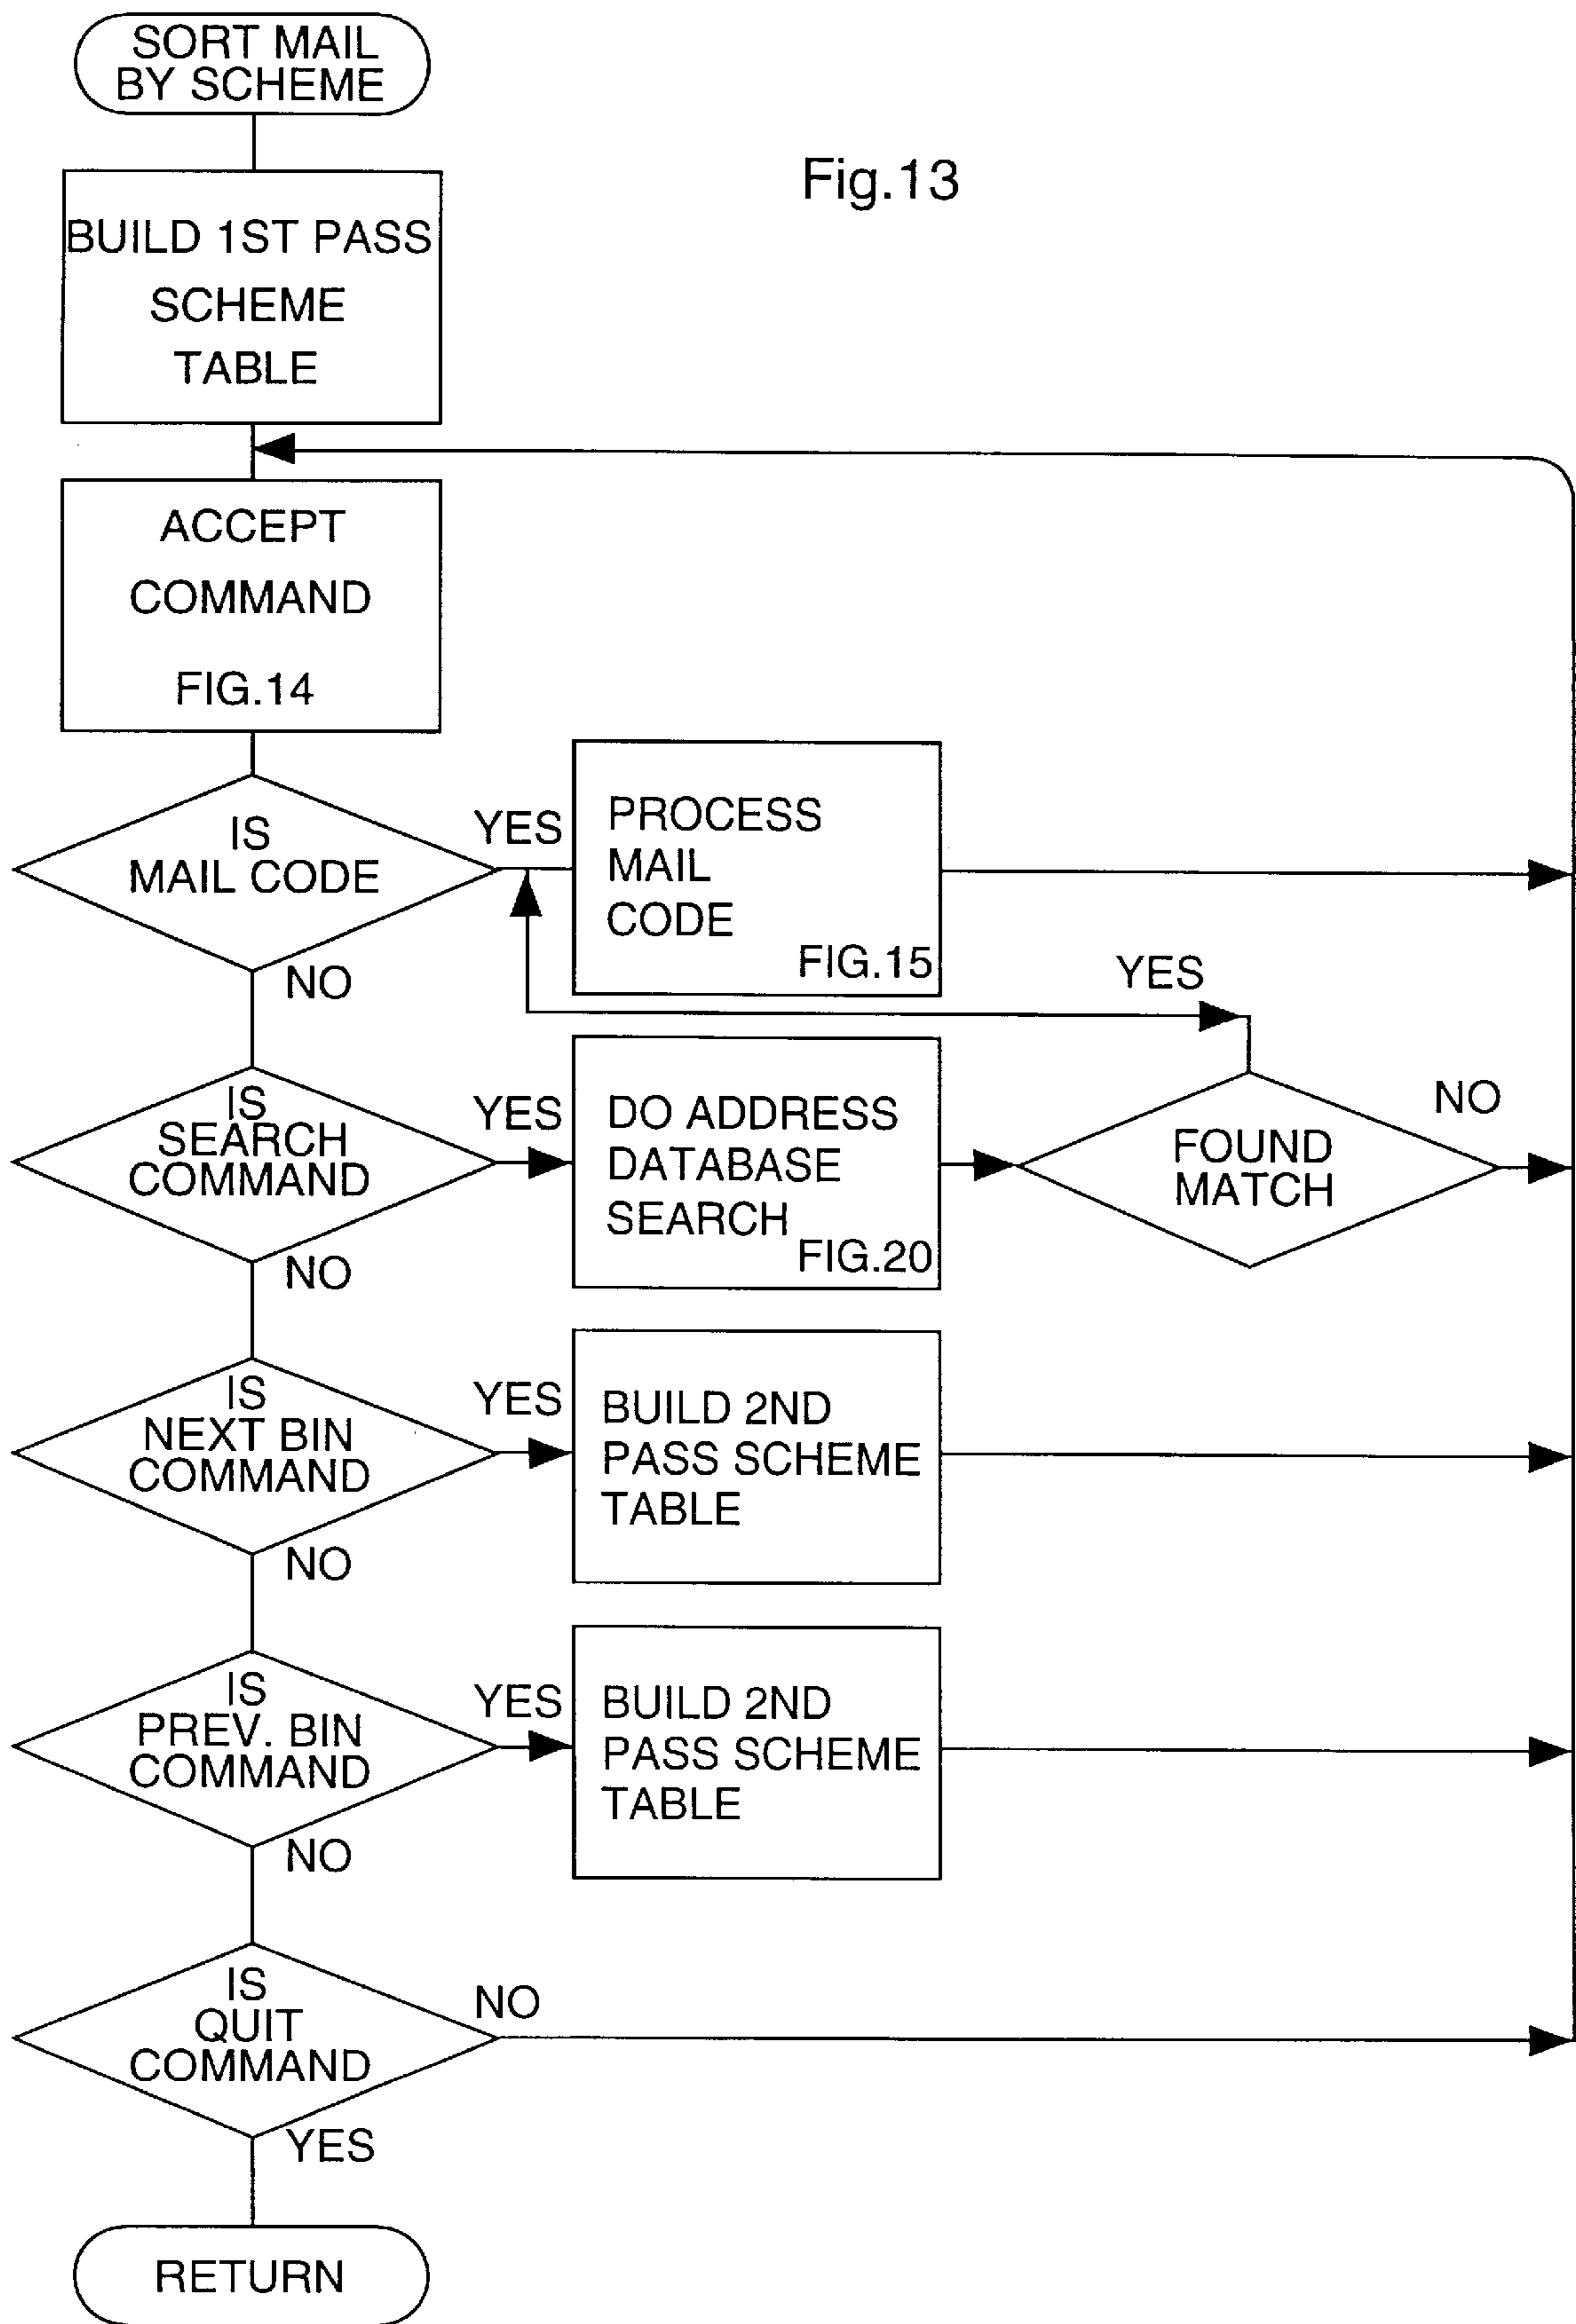 SORT MAIL
BY SCHEME
Fig.13
BUILD 1ST PASS
SCHEME
TABLE
ACCEPT
COMMAND
FIG.14
IS
MAIL CODE
YES
NO
PROCESS
MAIL
CODE
FIG.15
YES
IS
SEARCH
COMMAND
YES
NO
DO ADDRESS
DATABASE
SEARCH
FIG.20
FOUND
MATCH
NO
IS
NEXT BIN
COMMAND
YES
NO
BUILD 2ND
PASS SCHEME
TABLE
IS
PREV. BIN
COMMAND
YES
NO
BUILD 2ND
PASS SCHEME
TABLE
IS
QUIT
COMMAND
NO
YES
RETURN